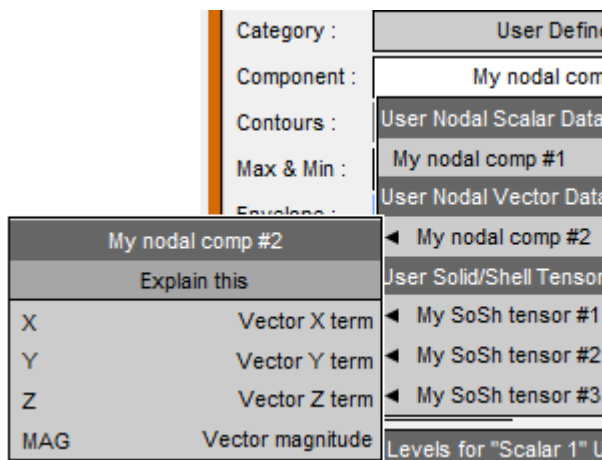 Category :
User Define
Component :
My nodal com
Contours :
User Nodal Scalar Data
Max & Min :
My nodal comp #1
User Nodal Vector Data
Envelope :
My nodal comp #2
◄ My nodal comp #2
Explain this
User Solid/Shell Tensor
X Vector X term
◄ My SoSh tensor #1
Y Vector Y term
◄ My SoSh tensor #2
Z Vector Z term
◄ My SoSh tensor #3
MAG Vector magnitude
Levels for "Scalar 1" U